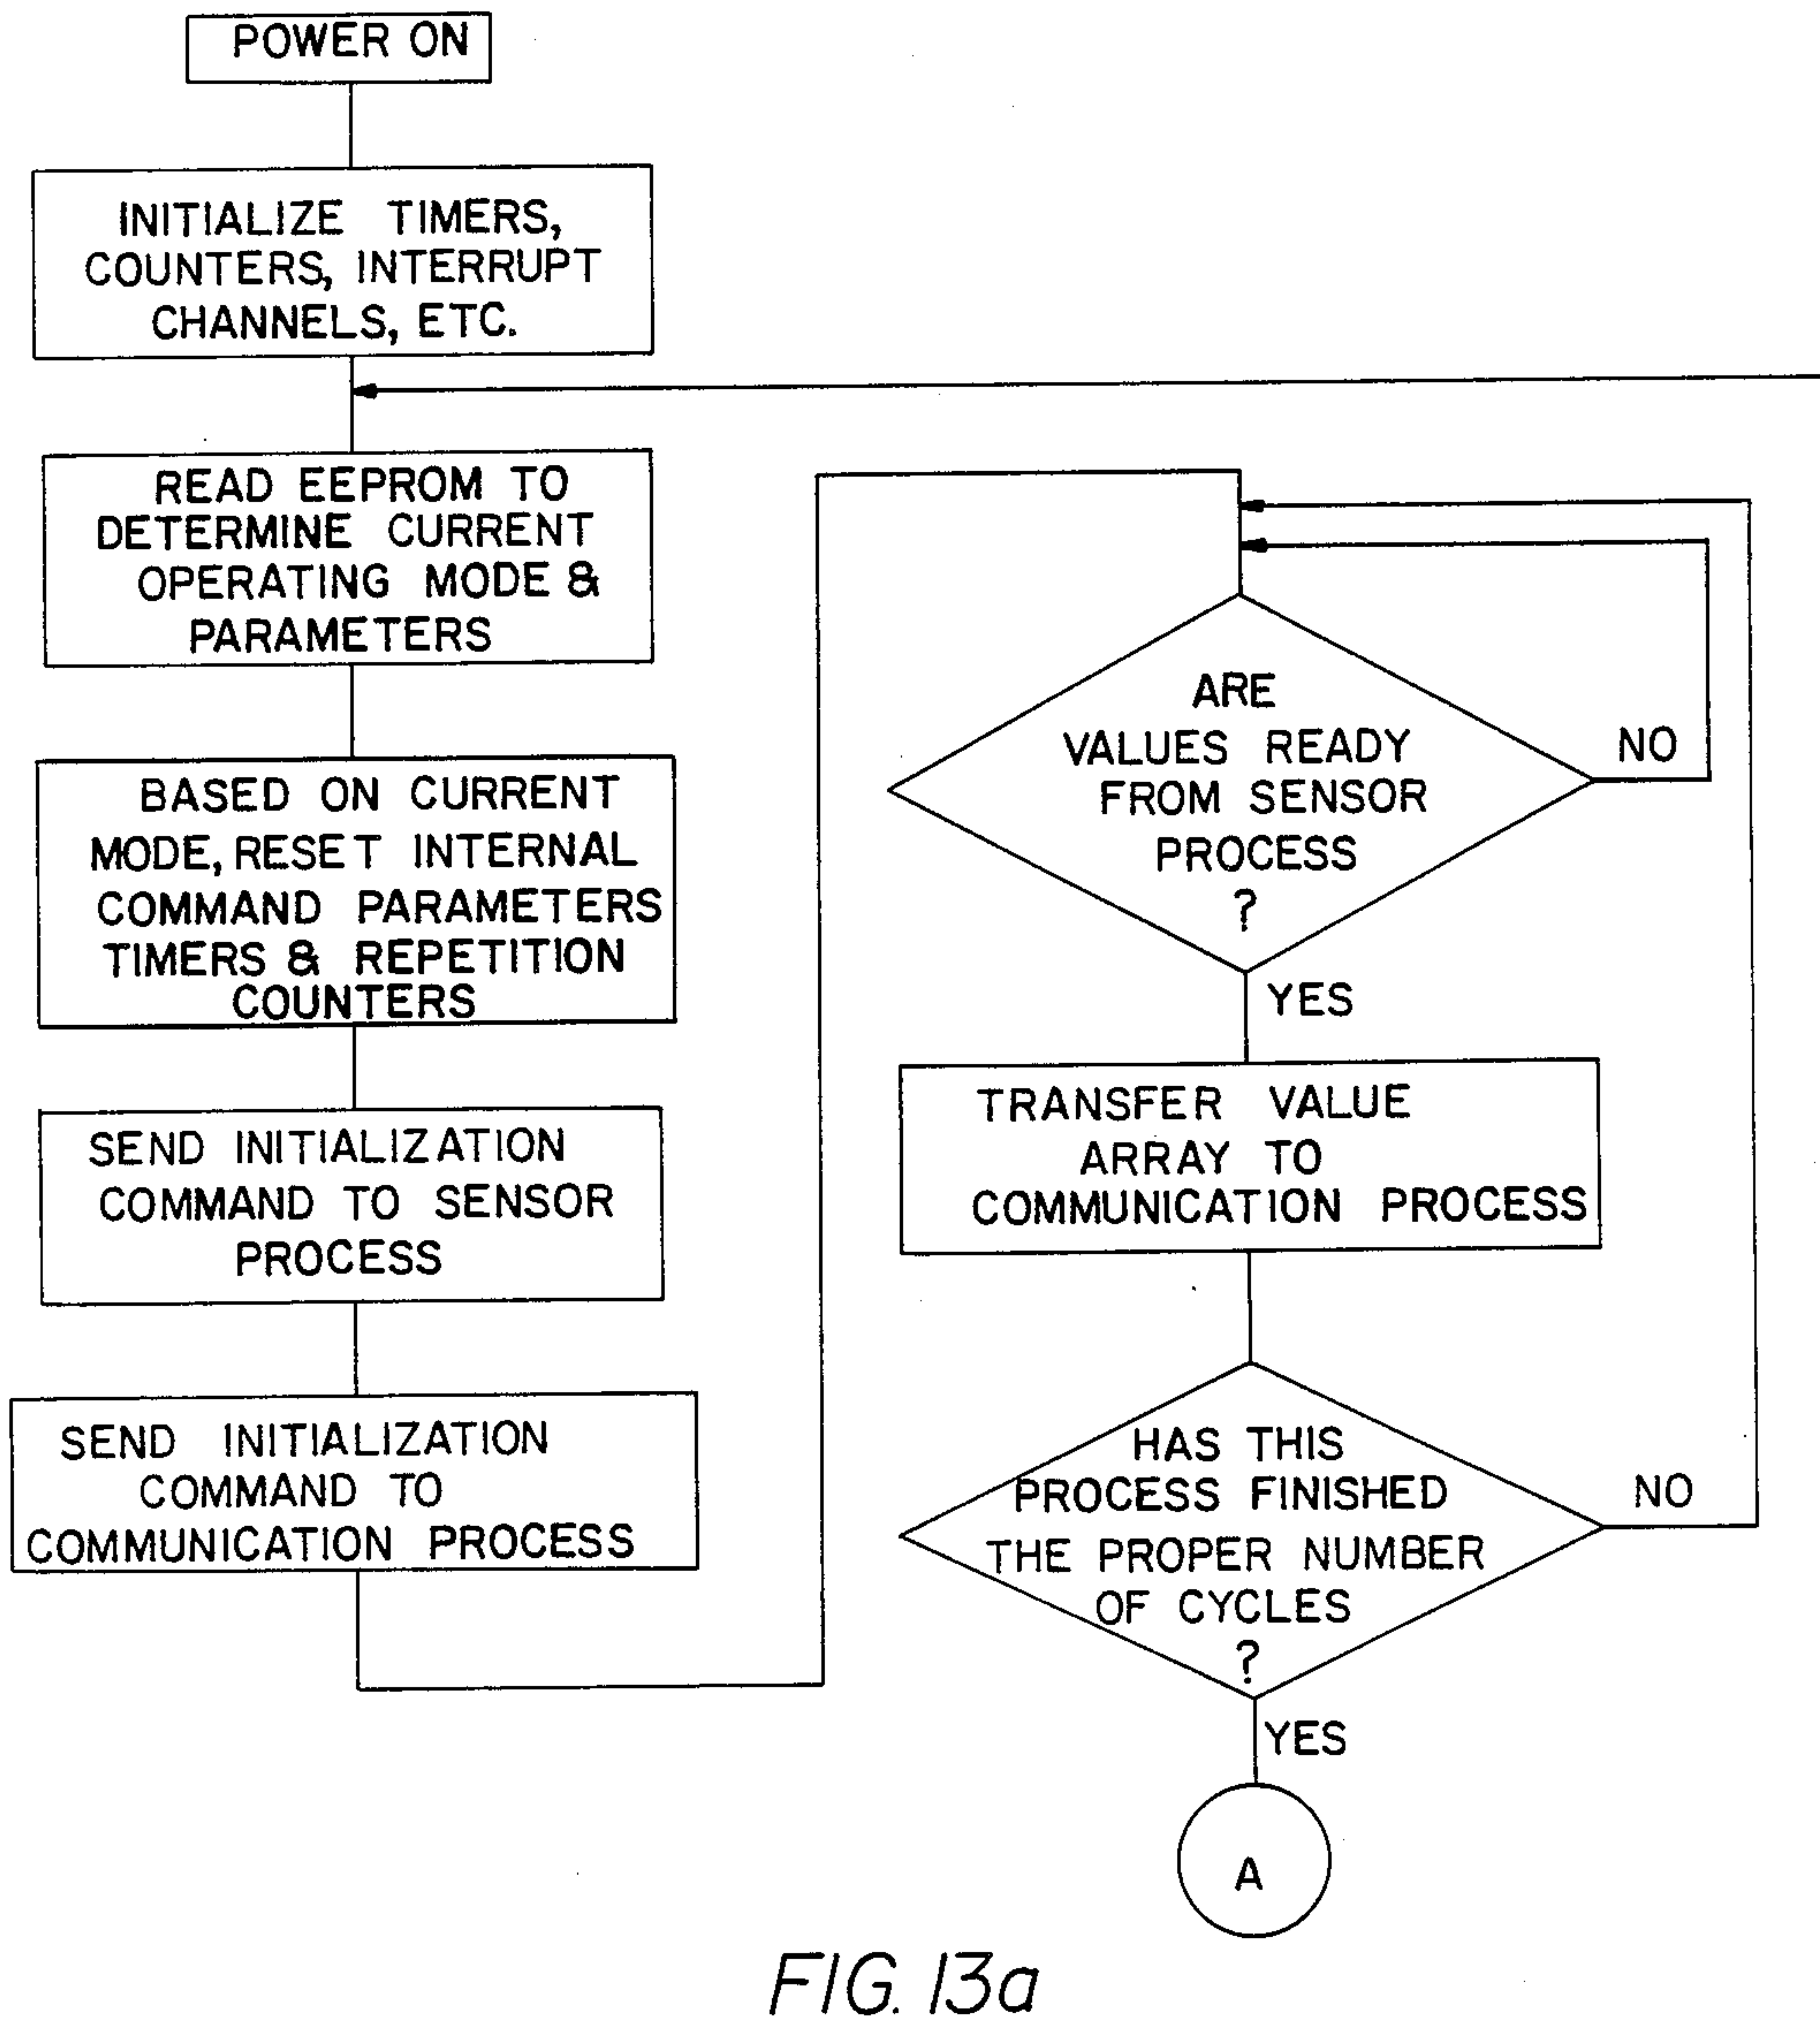 POWER ON
INITIALIZE TIMERS,
COUNTERS, INTERRUPT
CHANNELS, ETC.
READ EEPROM TO
DETERMINE CURRENT
OPERATING MODE &
PARAMETERS
BASED ON CURRENT
MODE, RESET INTERNAL
COMMAND PARAMETERS
TIMERS & REPETITION
COUNTERS
SEND INITIALIZATION
COMMAND TO SENSOR
PROCESS
SEND INITIALIZATION
COMMAND TO
COMMUNICATION PROCESS
ARE
VALUES READY
FROM SENSOR
PROCESS
?
NO
YES
TRANSFER VALUE
ARRAY TO
COMMUNICATION PROCESS
HAS THIS
PROCESS FINISHED
THE PROPER NUMBER
OF CYCLES
?
NO
YES
A
FIG. 13a